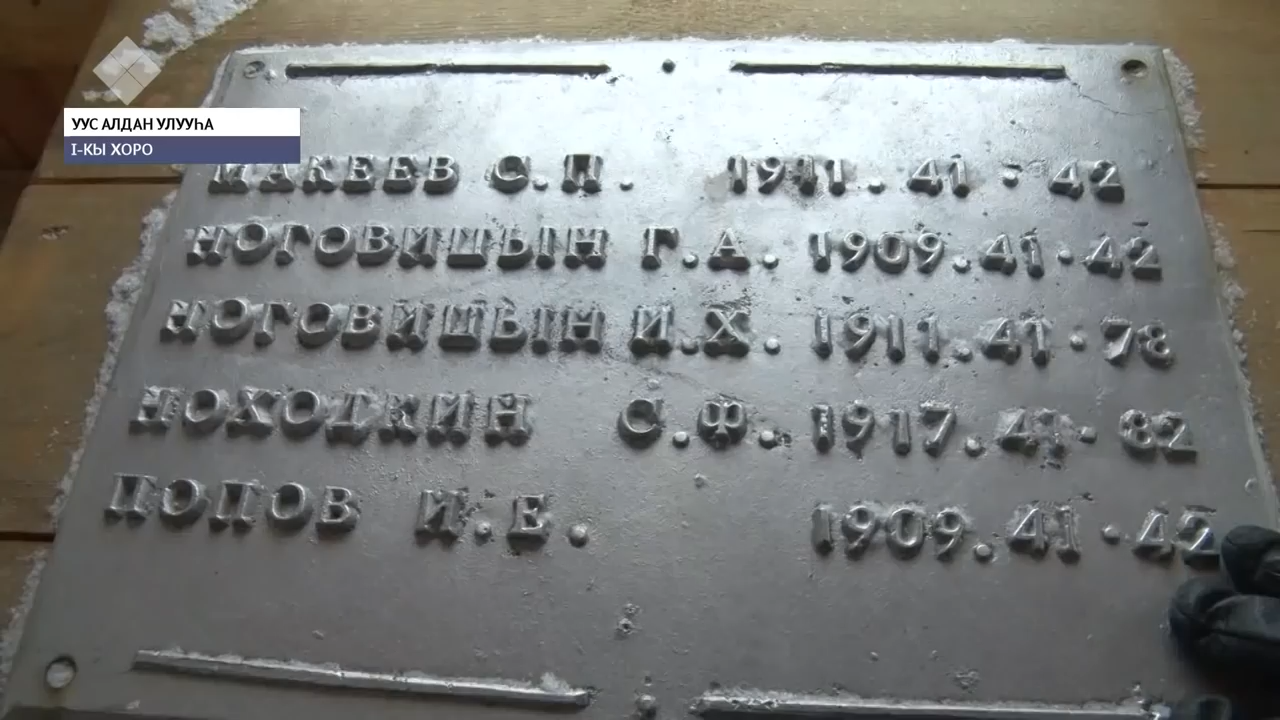 УУС АЛДАН УЛУУҺА
I-КЫ ХОРО
МАКЕЕВ С.П. 1911.41·42
НОГОВИЦЫН Г.А. 1909.41·42
НОГОВИЦЫН И.Х. 1911.41·78
НОХОДКИН С.Ф. 1917.41·82
ПОПОВ И.Е. 1909.41·42